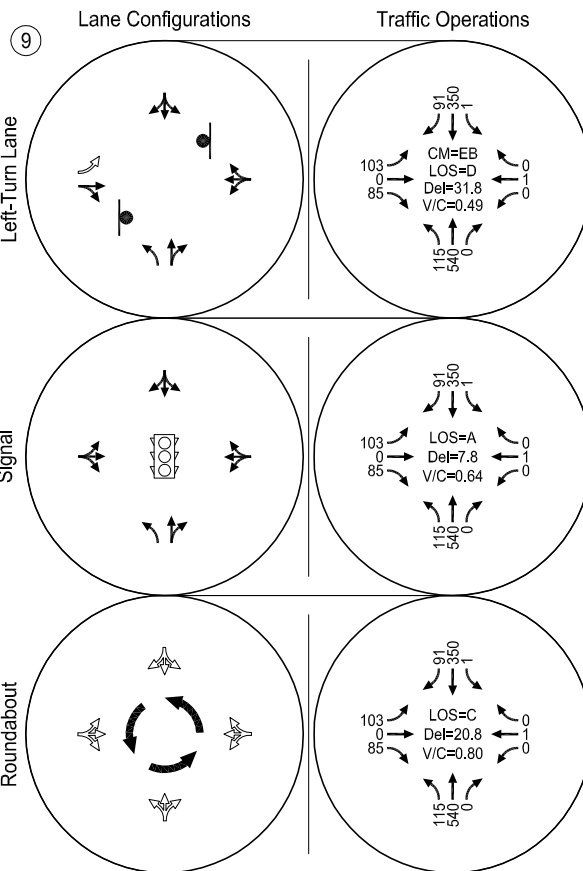 Lane Configurations
Traffic Operations
9
Left-Turn Lane
91
350
1
103
0
85
CM=EB
LOS=D
Del=31.8
V/C=0.49
0
1
0
115
540
0
Signal
91
350
1
103
0
85
LOS=A
Del=7.8
V/C=0.64
0
1
0
115
540
0
Roundabout
91
350
1
103
0
85
LOS=C
Del=20.8
V/C=0.80
0
1
0
115
540
0